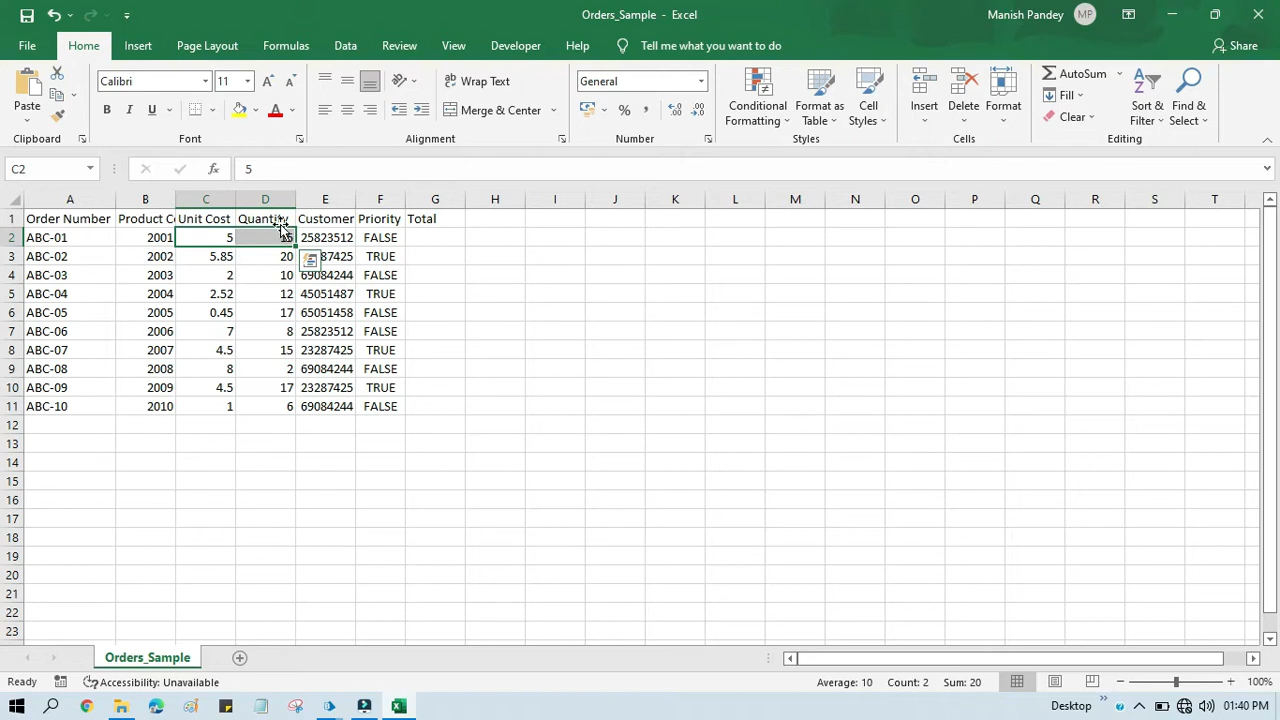 Orders_Sample - Excel
Manish Pandey MP
File Home Insert Page Layout Formulas Data Review View Developer Help Tell me what you want to do Share
Paste
Calibri 11
B I U A
Wrap Text
Merge & Center
General
% ,
Conditional Formatting
Format as Table
Cell Styles
Insert
Delete
Format
AutoSum
Fill
Clear
Sort & Filter
Find & Select
Clipboard Font Alignment Number Styles Cells Editing
C2 fx 5
A B C D E F G H I J K L M N O P Q R S T
1 Order Number Product C Unit Cost Quantity Customer Priority Total
2 ABC-01 2001 5 15 25823512 FALSE
3 ABC-02 2002 5.85 20 87425 TRUE
4 ABC-03 2003 2 10 69084244 FALSE
5 ABC-04 2004 2.52 12 45051487 TRUE
6 ABC-05 2005 0.45 17 65051458 FALSE
7 ABC-06 2006 7 8 25823512 FALSE
8 ABC-07 2007 4.5 15 23287425 TRUE
9 ABC-08 2008 8 2 69084244 FALSE
10 ABC-09 2009 4.5 17 23287425 TRUE
11 ABC-10 2010 1 6 69084244 FALSE
12
13
14
15
16
17
18
19
20
21
22
23
Orders_Sample
Ready Accessibility: Unavailable Average: 10 Count: 2 Sum: 20 100%
Desktop 01:40 PM